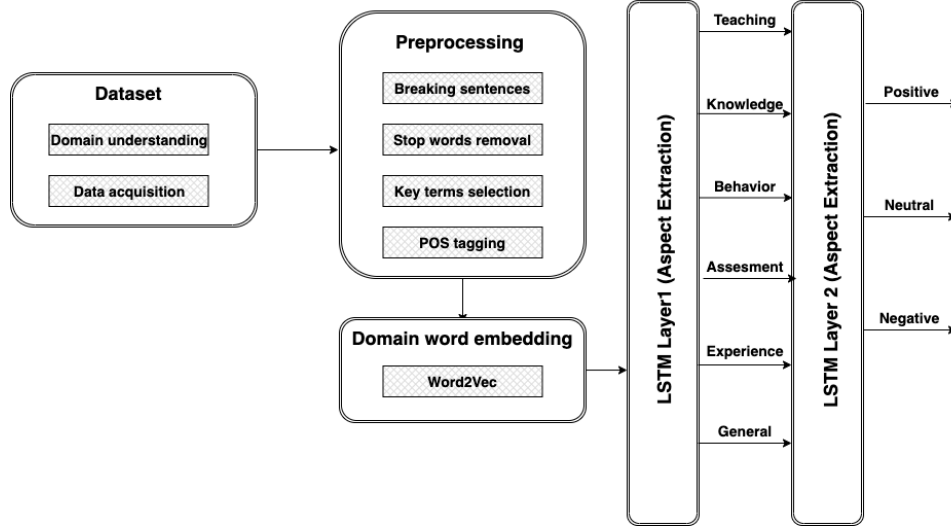 Dataset
Domain understanding
Data acquisition
Preprocessing
Breaking sentences
Stop words removal
Key terms selection
POS tagging
Domain word embedding
Word2Vec
LSTM Layer1 (Aspect Extraction)
Teaching
Knowledge
Behavior
Assesment
Experience
General
LSTM Layer 2 (Aspect Extraction)
Positive
Neutral
Negative